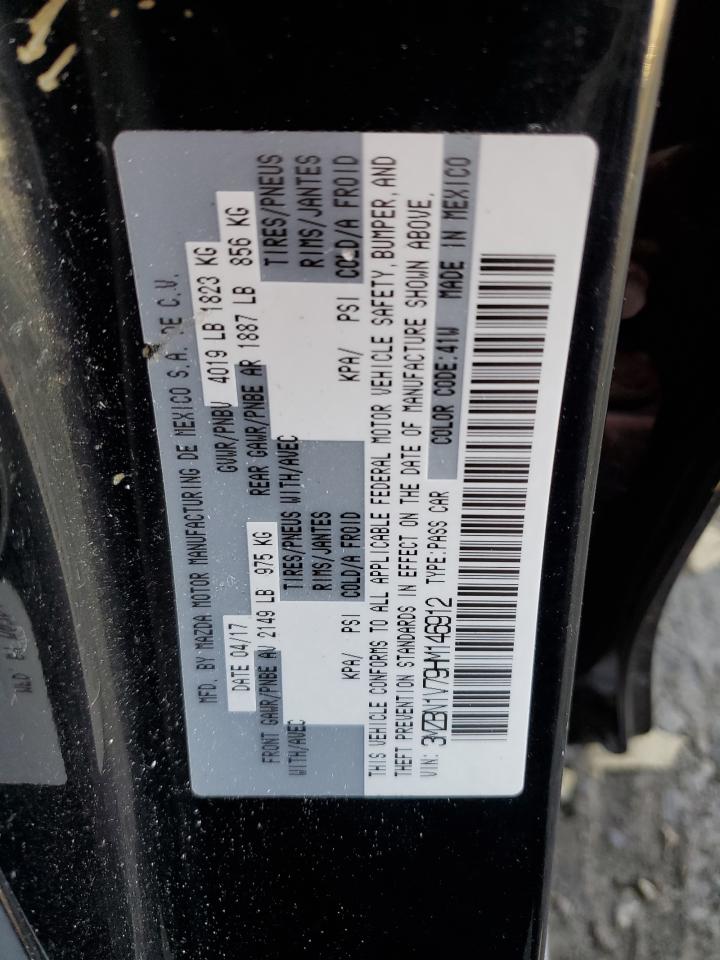 MFD. BY MAZDA MOTOR MANUFACTURING DE MEXICO S.A. DE C.V.
DATE 04/17 GVWR/PNBV 4019 LB 1823 KG
FRONT GAWR/PNBE AV 2149 LB 975 KG REAR GAWR/PNBE AR 1887 LB 856 KG
WITH/AVEC TIRES/PNEUS WITH/AVEC TIRES/PNEUS
RIMS/JANTES RIMS/JANTES
KPA/ PSI COLD/A FROID KPA/ PSI COLD/A FROID
THIS VEHICLE CONFORMS TO ALL APPLICABLE FEDERAL MOTOR VEHICLE SAFETY, BUMPER, AND
THEFT PREVENTION STANDARDS IN EFFECT ON THE DATE OF MANUFACTURE SHOWN ABOVE.
VIN: 3MZBN1V79HM146912 TYPE:PASS CAR COLOR CODE:41W MADE IN MEXICO